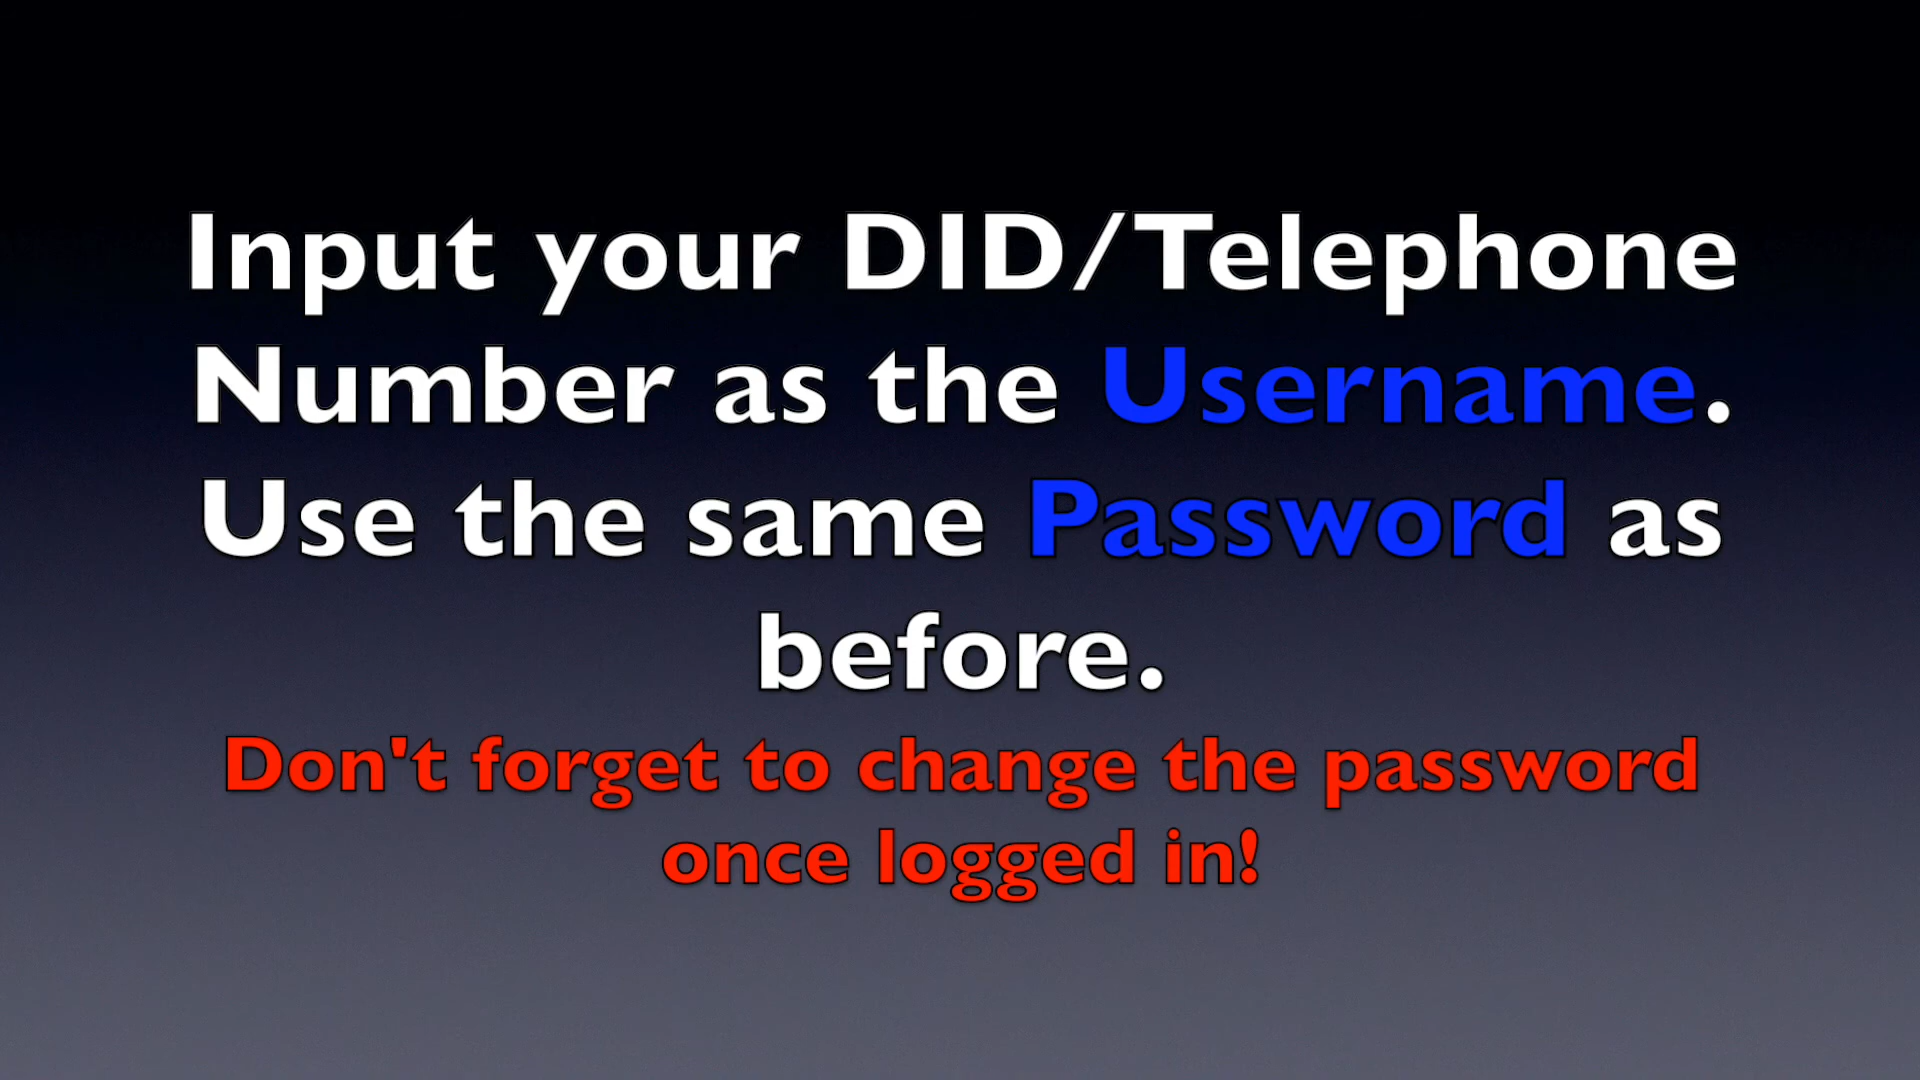 Input your DID/Telephone
Number as the Username.
Use the same Password as
before.
Don't forget to change the password
once logged in!